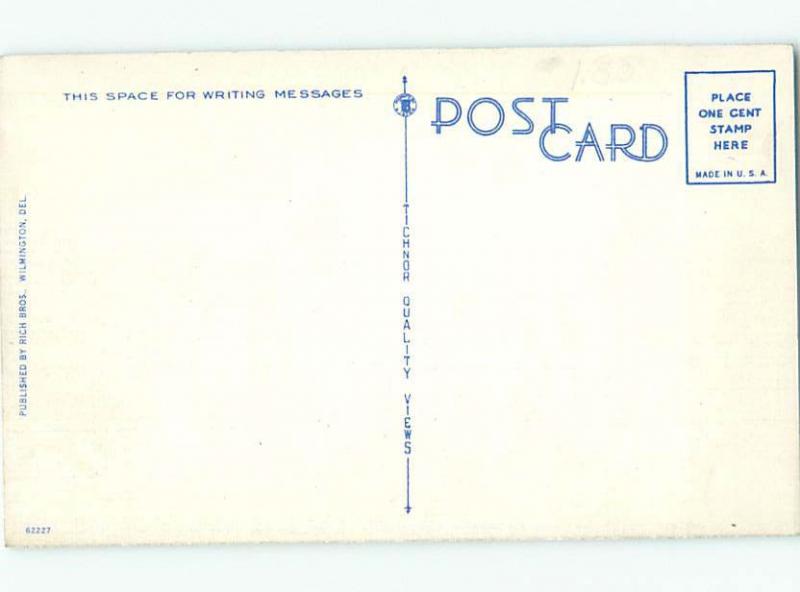 THIS SPACE FOR WRITING MESSAGES
POST
CARD
PLACE
ONE CENT
STAMP
HERE
MADE IN U. S. A.
TICHNOR QUALITY VIEWS
PUBLISHED BY RICH BROS., WILMINGTON, DEL.
62227